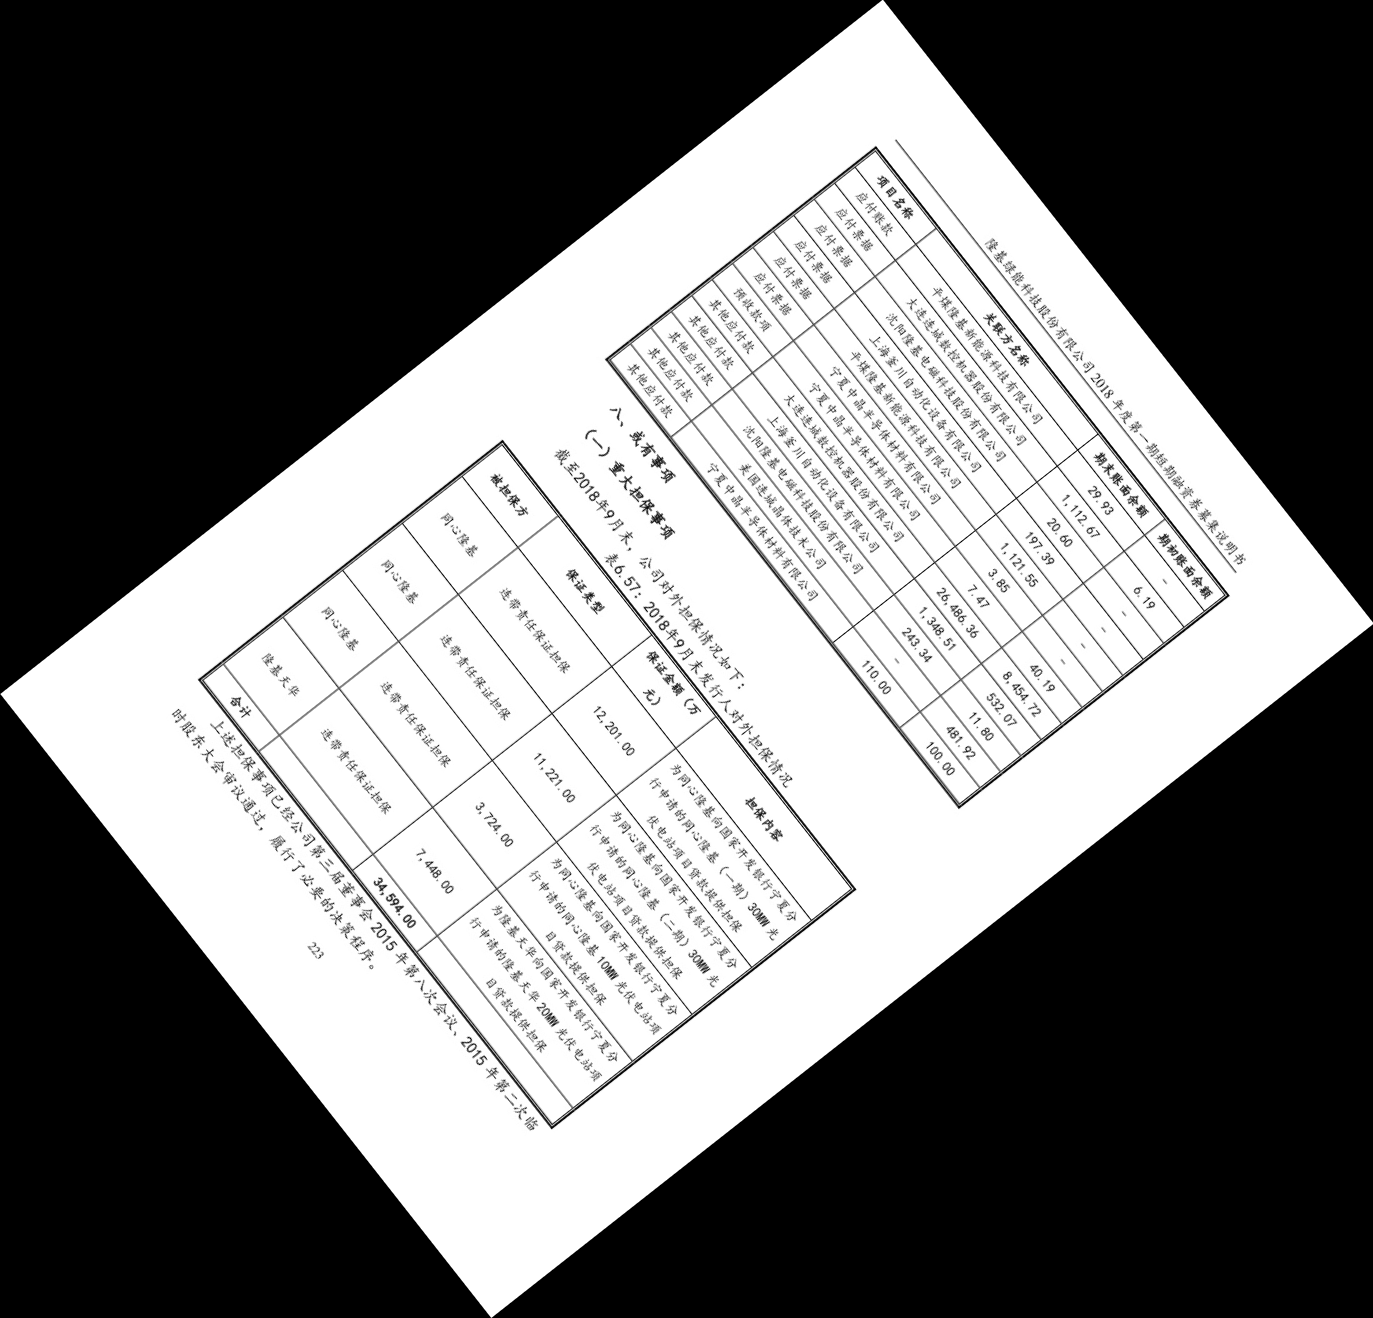 隆基绿能科技股份有限公司 2018 年度第一期短期融资券募集说明书
项目名称 关联方名称 期末账面余额 期初账面余额
应付账款 平煤隆基新能源科技有限公司 29.93 -
应付票据 大连连城数控机器股份有限公司 1,112.67 6.19
应付票据 沈阳隆基电磁科技股份有限公司 20.60 -
应付票据 上海釜川自动化设备有限公司 197.39 -
应付票据 平煤隆基新能源科技有限公司 1,121.55 -
应付票据 宁夏中晶半导体材料有限公司 3.85 -
预收款项 宁夏中晶半导体材料有限公司 7.47 40.19
其他应付款 大连连城数控机器股份有限公司 26,486.36 8,454.72
其他应付款 上海釜川自动化设备有限公司 1,348.51 532.07
其他应付款 沈阳隆基电磁科技股份有限公司 243.34 11.80
其他应付款 美国连城晶体技术公司 - 481.92
其他应付款 宁夏中晶半导体材料有限公司 110.00 100.00
八、或有事项
（一）重大担保事项
截至2018年9月末，公司对外担保情况如下：
表6.57：2018年9月末发行人对外担保情况
被担保方 保证类型 保证金额（万
元） 担保内容
同心隆基 连带责任保证担保 12,201.00 为同心隆基向国家开发银行宁夏分
行申请的同心隆基（一期）30MW 光
伏电站项目贷款提供担保
同心隆基 连带责任保证担保 11,221.00 为同心隆基向国家开发银行宁夏分
行申请的同心隆基（二期）30MW 光
伏电站项目贷款提供担保
同心隆基 连带责任保证担保 3,724.00 为同心隆基向国家开发银行宁夏分
行申请的同心隆基 10MW 光伏电站项
目贷款提供担保
隆基天华 连带责任保证担保 7,448.00 为隆基天华向国家开发银行宁夏分
行申请的隆基天华 20MW 光伏电站项
目贷款提供担保
合计 34,594.00
上述担保事项已经公司第三届董事会 2015 年第八次会议、2015 年第二次临
时股东大会审议通过，履行了必要的决策程序。
223